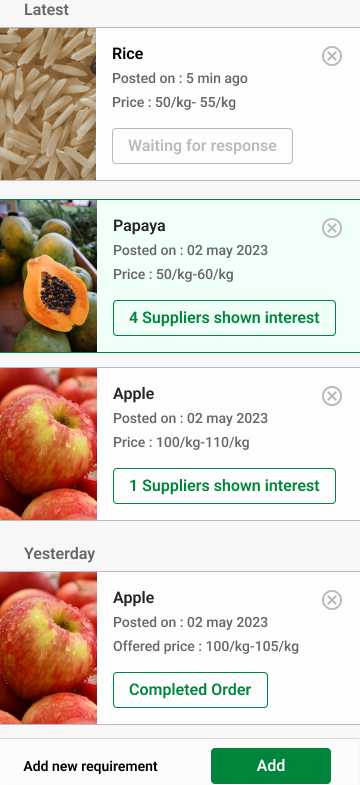 Latest
Rice
Posted on : 5 min ago
Price : 50/kg- 55/kg
Waiting for response
Papaya
Posted on : 02 may 2023
Price : 50/kg-60/kg
4 Suppliers shown interest
Apple
Posted on : 02 may 2023
Price : 100/kg-110/kg
1 Suppliers shown interest
Yesterday
Apple
Posted on : 02 may 2023
Offered price : 100/kg-105/kg
Completed Order
Add new requirement
Add